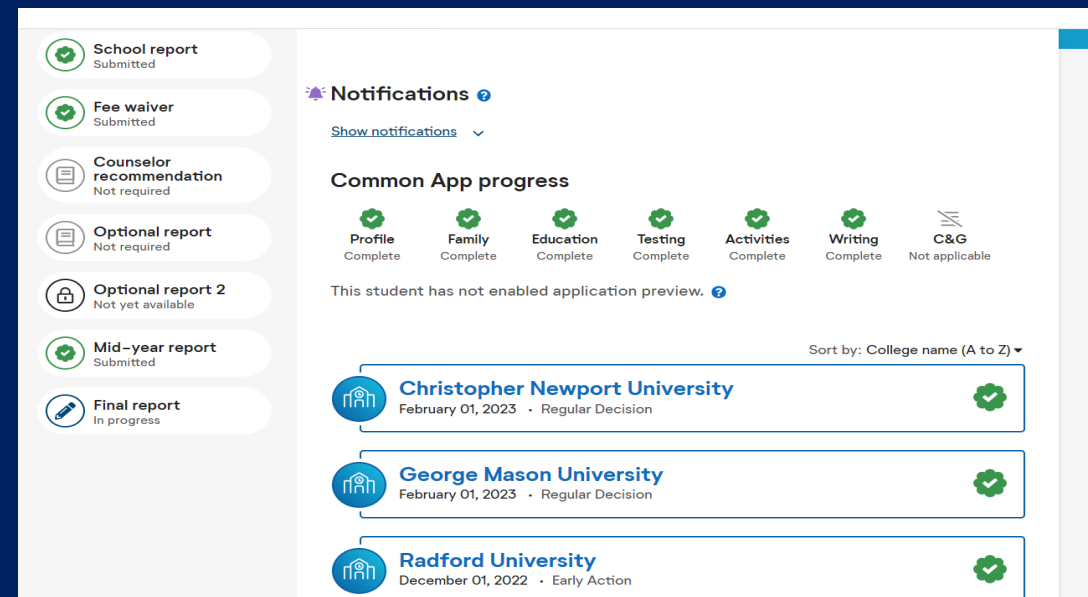 School report
Submitted
Fee waiver
Submitted
Counselor
recommendation
Not required
Optional report
Not required
Optional report 2
Not yet available
Mid-year report
Submitted
Final report
In progress
Notifications ?
Show notifications
Common App progress
Profile Family Education Testing Activities Writing C&G
Complete Complete Complete Complete Complete Complete Not applicable
This student has not enabled application preview. ?
Sort by: College name (A to Z)
Christopher Newport University
February 01, 2023 · Regular Decision
George Mason University
February 01, 2023 · Regular Decision
Radford University
December 01, 2022 · Early Action